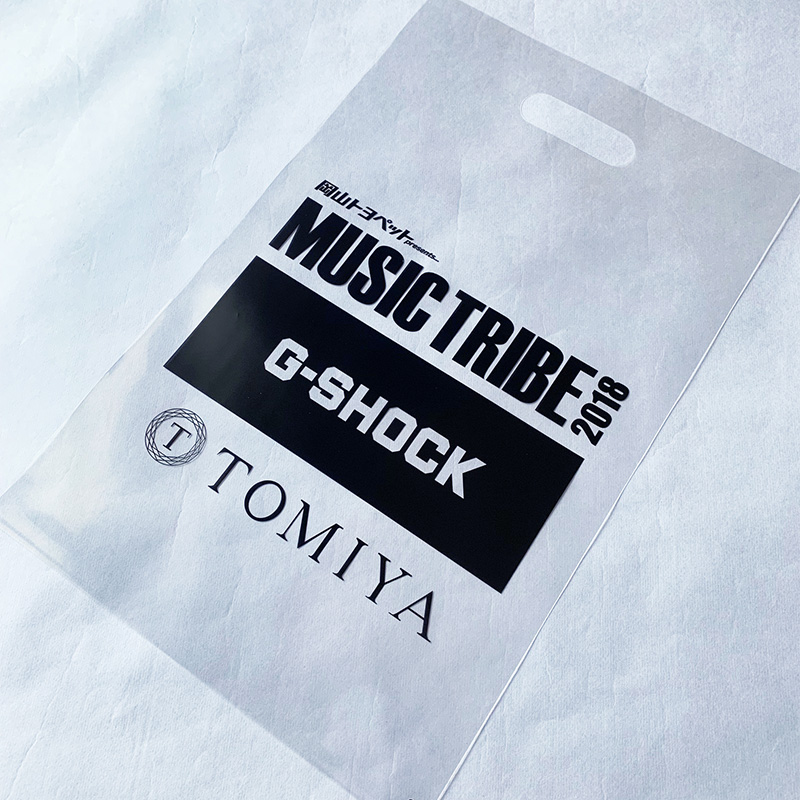 岡山トヨペット presents...
MUSIC TRIBE 2018
G-SHOCK
T TOMIYA